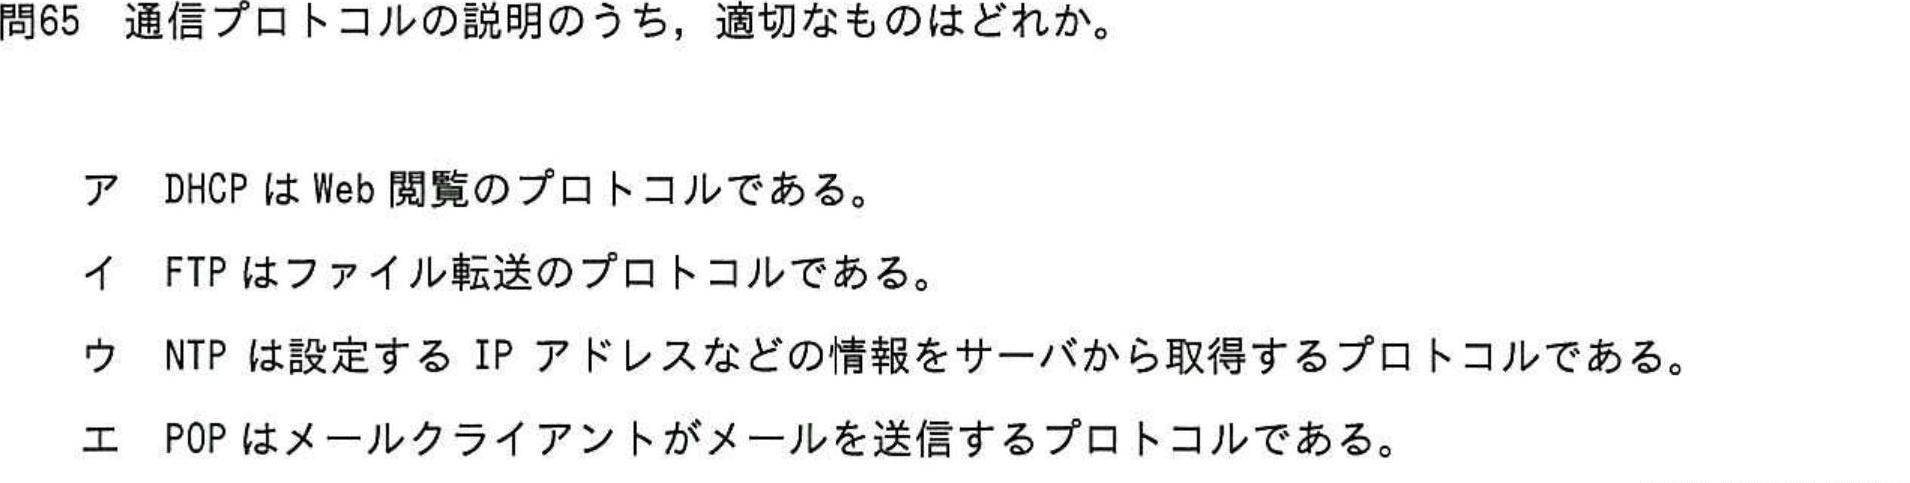 問65　通信プロトコルの説明のうち，適切なものはどれか。
ア　DHCP は Web 閲覧のプロトコルである。
イ　FTP はファイル転送のプロトコルである。
ウ　NTP は設定する IP アドレスなどの情報をサーバから取得するプロトコルである。
エ　POP はメールクライアントがメールを送信するプロトコルである。